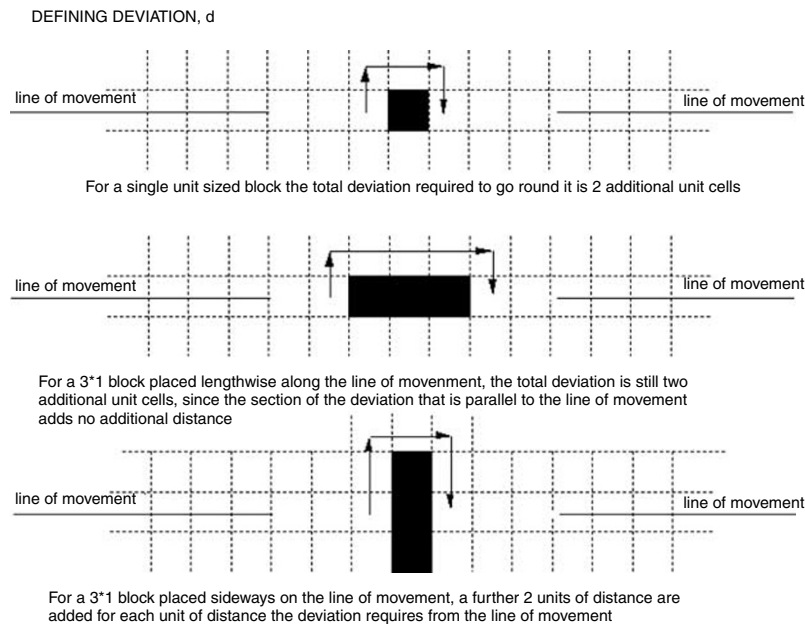 DEFINING DEVIATION, d
line of movement
line of movement
For a single unit sized block the total deviation required to go round it is 2 additional unit cells
line of movement
line of movement
For a 3*1 block placed lengthwise along the line of movenment, the total deviation is still two
additional unit cells, since the section of the deviation that is parallel to the line of movement
adds no additional distance
line of movement
line of movement
For a 3*1 block placed sideways on the line of movement, a further 2 units of distance are
added for each unit of distance the deviation requires from the line of movement